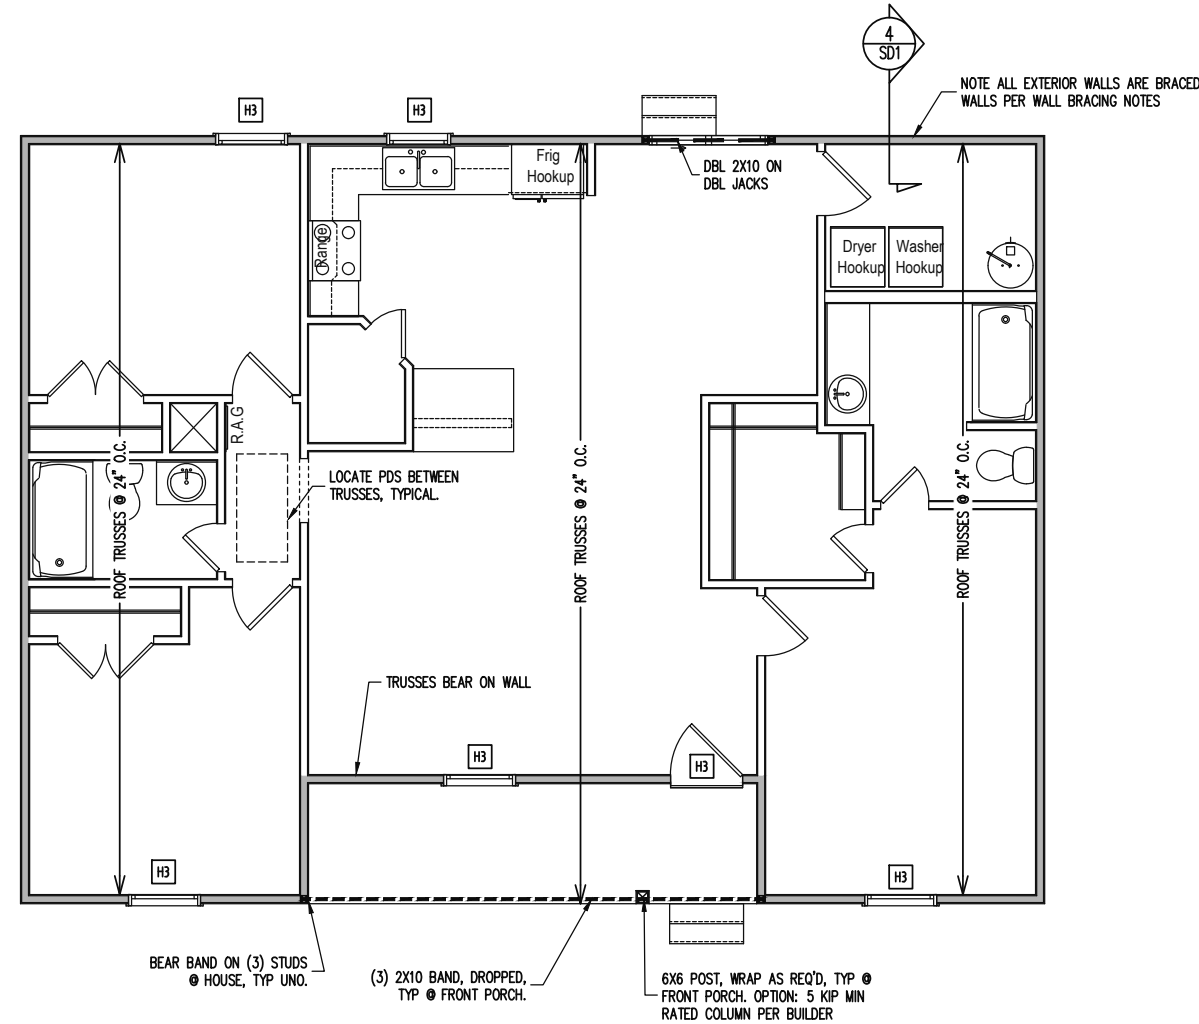 4
SD1
NOTE ALL EXTERIOR WALLS ARE BRACED
WALLS PER WALL BRACING NOTES
H3
H3
Frig
Hookup
DBL 2X10 ON
DBL JACKS
Range
Dryer
Hookup
Washer
Hookup
R.A.G
LOCATE PDS BETWEEN
TRUSSES, TYPICAL.
ROOF TRUSSES @ 24" O.C.
ROOF TRUSSES @ 24" O.C.
ROOF TRUSSES @ 24" O.C.
TRUSSES BEAR ON WALL
H3
H3
H3
H3
BEAR BAND ON (3) STUDS
@ HOUSE, TYP UNO.
(3) 2X10 BAND, DROPPED,
TYP @ FRONT PORCH.
6X6 POST, WRAP AS REQ'D, TYP @
FRONT PORCH. OPTION: 5 KIP MIN
RATED COLUMN PER BUILDER